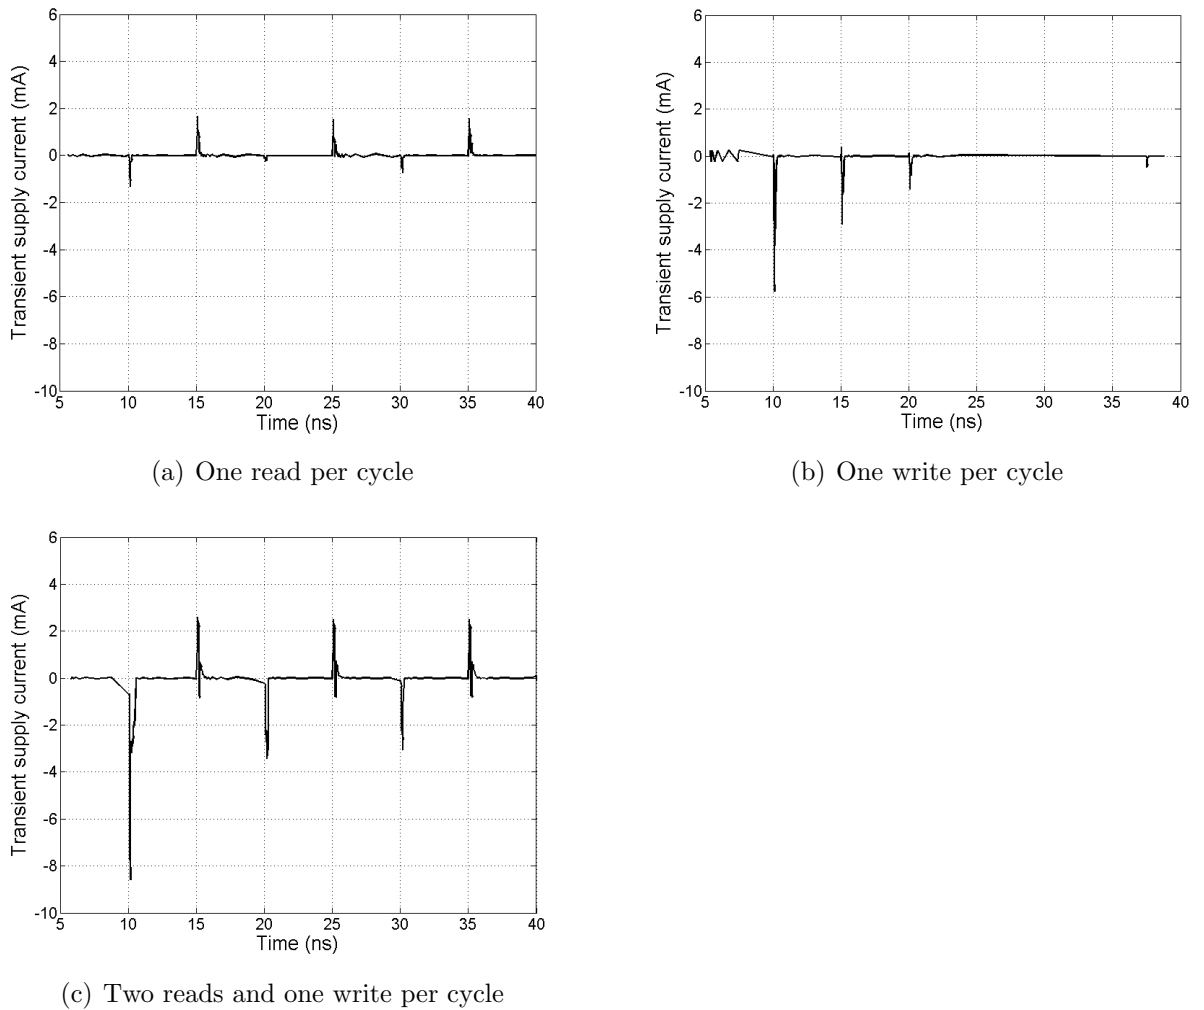 6
4
2
0
-2
-4
-6
-8
-10
5 10 15 20 25 30 35 40
Transient supply current (mA)
Time (ns)
(a) One read per cycle
6
4
2
0
-2
-4
-6
-8
-10
5 10 15 20 25 30 35 40
Transient supply current (mA)
Time (ns)
(b) One write per cycle
6
4
2
0
-2
-4
-6
-8
-10
5 10 15 20 25 30 35 40
Transient supply current (mA)
Time (ns)
(c) Two reads and one write per cycle